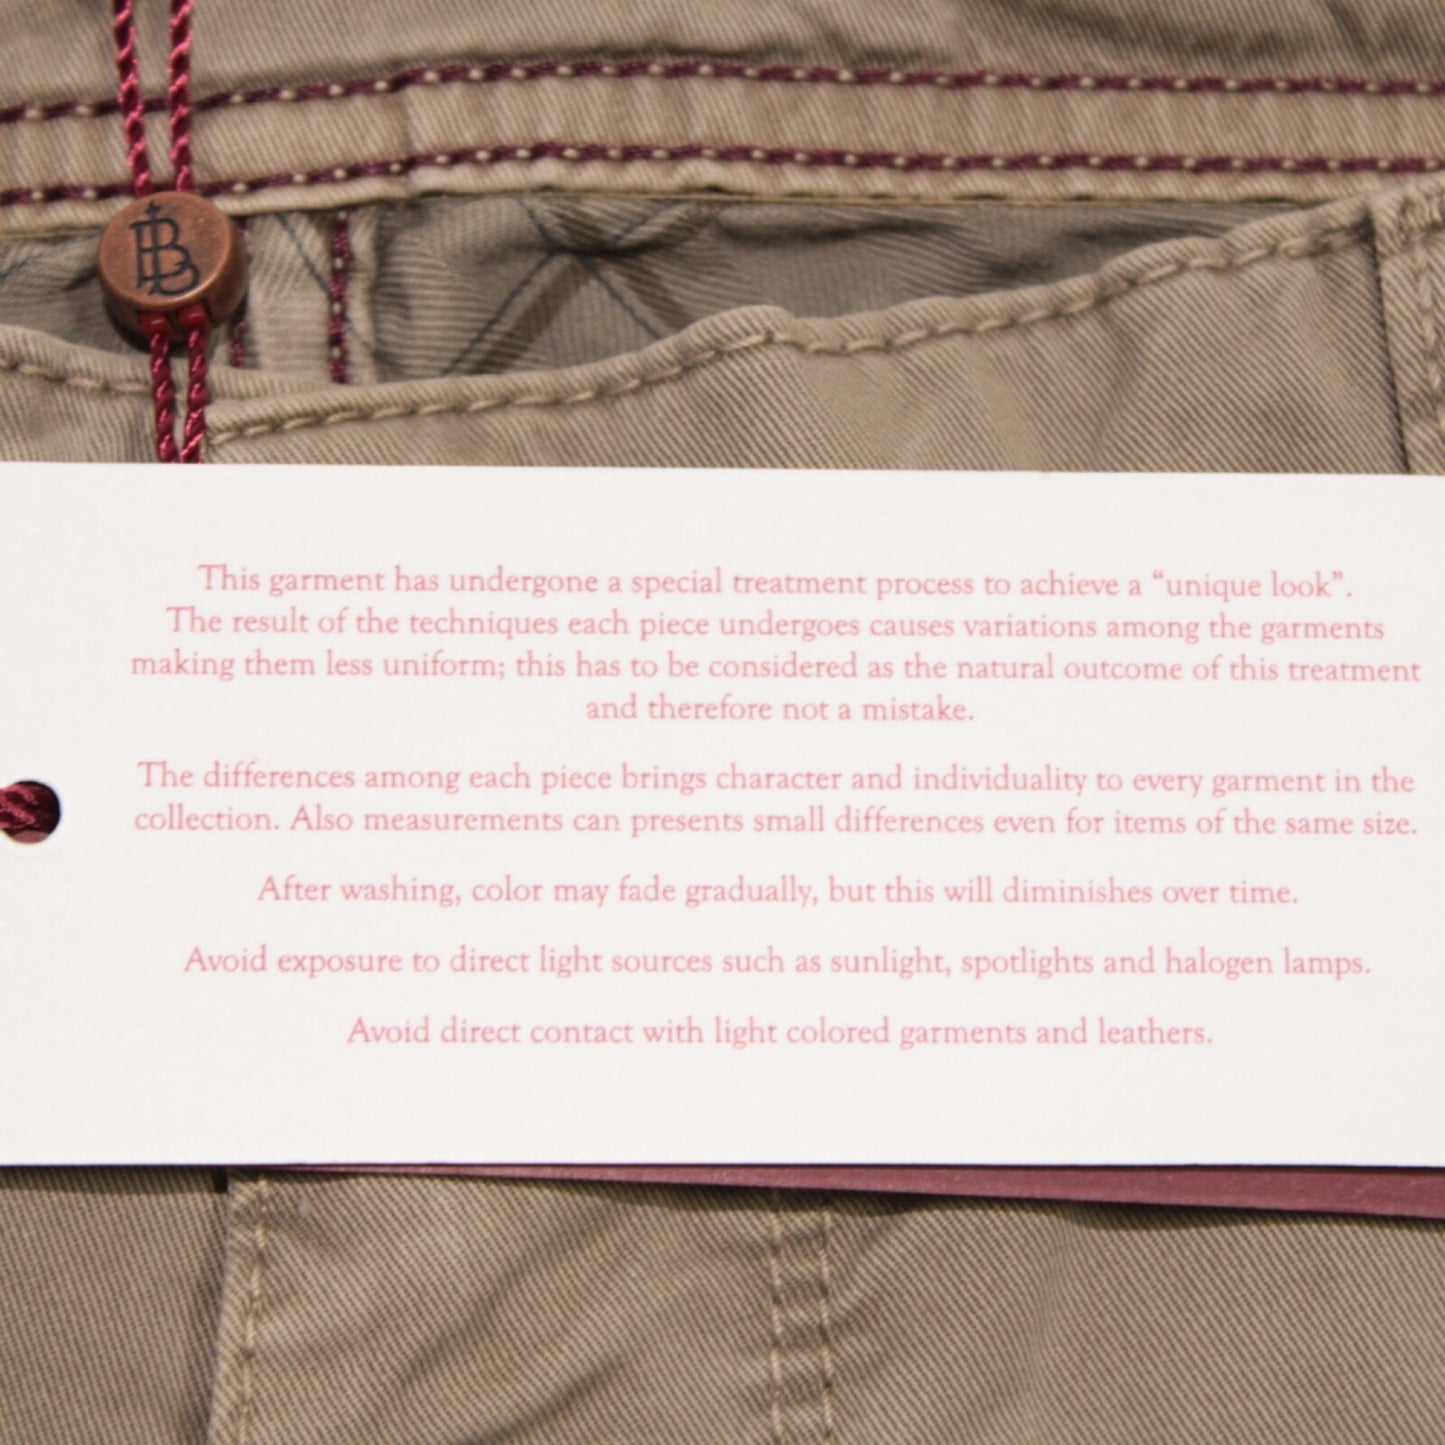 This garment has undergone a special treatment process to achieve a “unique look”.
The result of the techniques each piece undergoes causes variations among the garments
making them less uniform; this has to be considered as the natural outcome of this treatment
and therefore not a mistake.
The differences among each piece brings character and individuality to every garment in the
collection. Also measurements can presents small differences even for items of the same size.
After washing, color may fade gradually, but this will diminishes over time.
Avoid exposure to direct light sources such as sunlight, spotlights and halogen lamps.
Avoid direct contact with light colored garments and leathers.